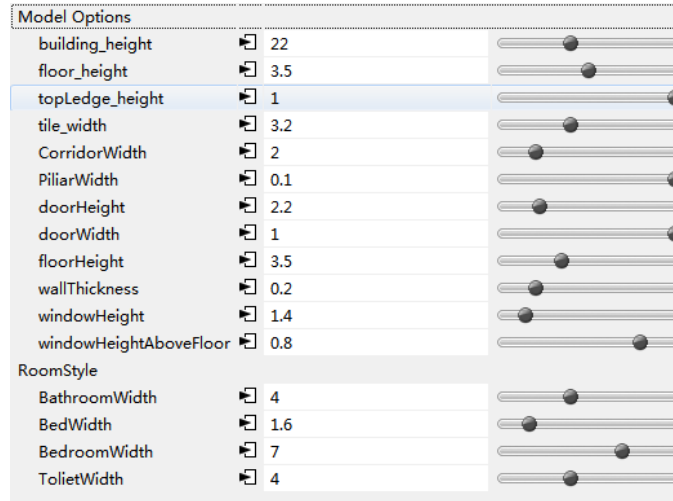 Model Options
building_height 22
floor_height 3.5
topLedge_height 1
tile_width 3.2
CorridorWidth 2
PiliarWidth 0.1
doorHeight 2.2
doorWidth 1
floorHeight 3.5
wallThickness 0.2
windowHeight 1.4
windowHeightAboveFloor 0.8
RoomStyle
BathroomWidth 4
BedWidth 1.6
BedroomWidth 7
TolietWidth 4